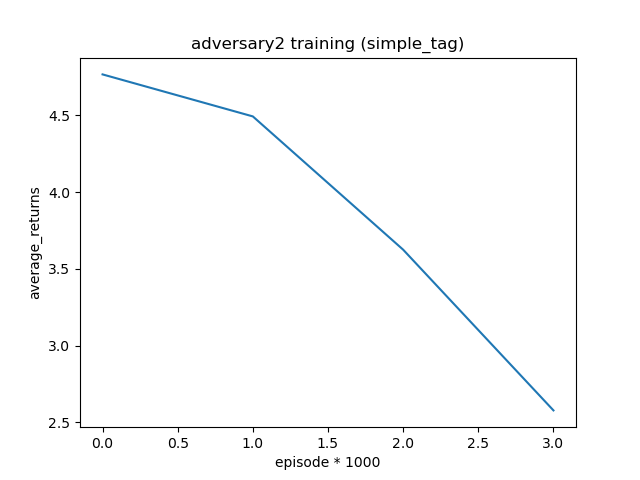 adversary2 training (simple_tag)
4.5
4.0
3.5
3.0
2.5
average_returns
0.0 0.5 1.0 1.5 2.0 2.5 3.0
episode * 1000